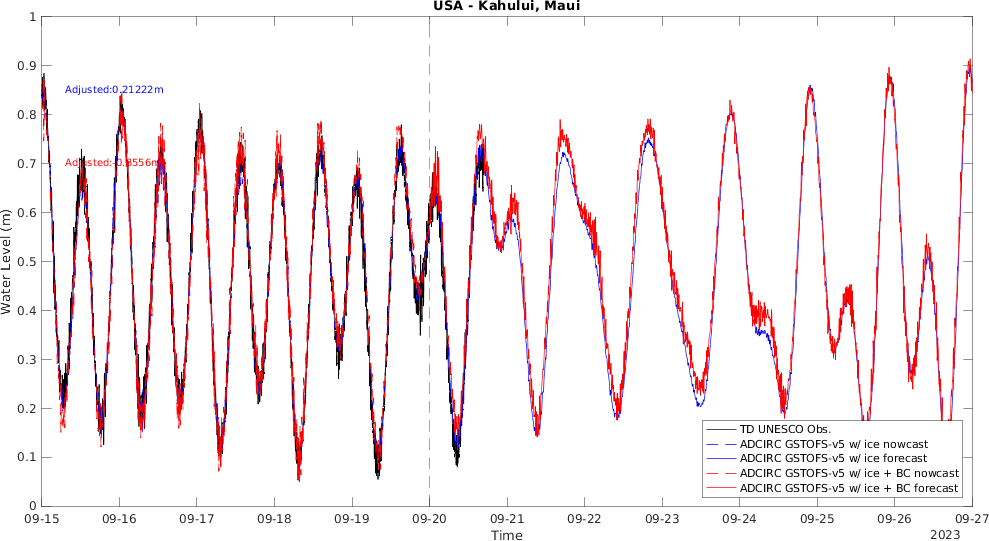 USA - Kahului, Maui
Water Level (m)
1
0.9
0.8
0.7
0.6
0.5
0.4
0.3
0.2
0.1
0
Adjusted:0.21222m
TD UNESCO Obs.
ADCIRC GSTOFS-v5 w/ ice nowcast
ADCIRC GSTOFS-v5 w/ ice forecast
ADCIRC GSTOFS-v5 w/ ice + BC nowcast
ADCIRC GSTOFS-v5 w/ ice + BC forecast
09-15 09-16 09-17 09-18 09-19 09-20 09-21 09-22 09-23 09-24 09-25 09-26 09-27
Time
2023